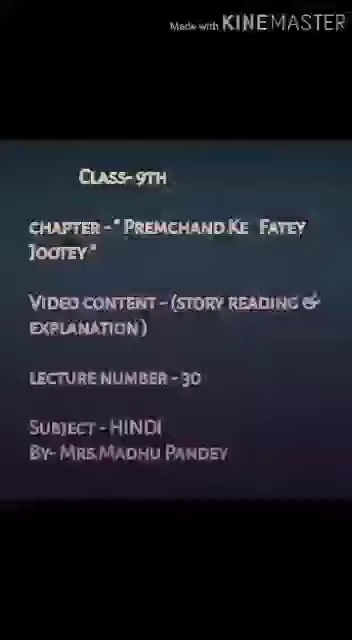 Made with KINEMASTER
Class- 9th
chapter - " Premchand Ke Fatey
Jootey "
Video content - (story reading &
explanation)
lecture number - 30
Subject - HINDI
By- Mrs.Madhu Pandey